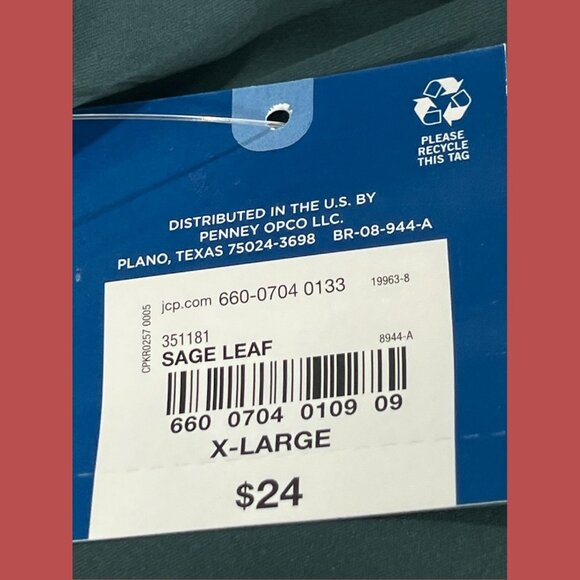 PLEASE
RECYCLE
THIS TAG
DISTRIBUTED IN THE U.S. BY
PENNEY OPCO LLC.
PLANO, TEXAS 75024-3698 BR-08-944-A
CPKR0257 0005
jcp.com 660-0704 0133 19963-8
351181
SAGE LEAF 8944-A
660 0704 0109 09
X-LARGE
$24